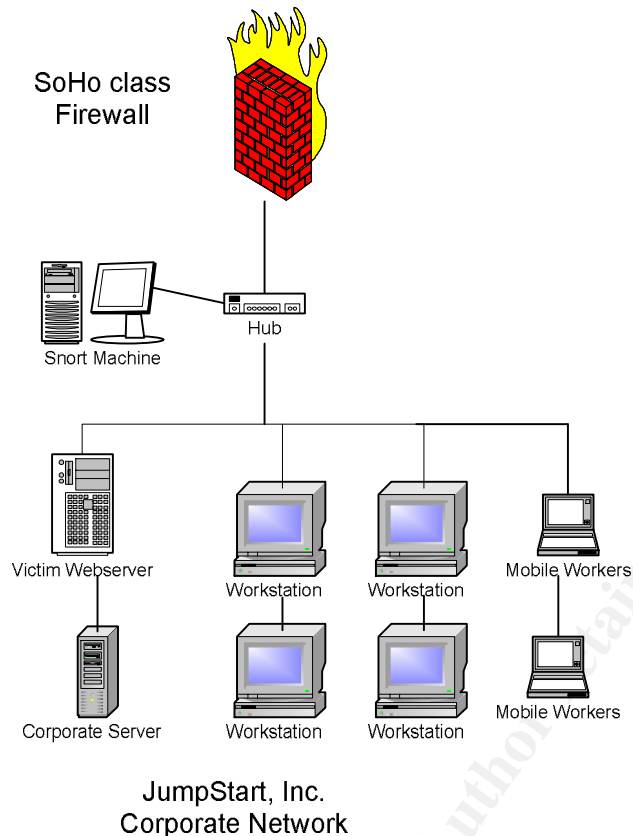 SoHo class
Firewall
Hub
Snort Machine
Victim Webserver
Workstation
Workstation
Mobile Workers
Corporate Server
Workstation
Workstation
Mobile Workers
JumpStart, Inc.
Corporate Network